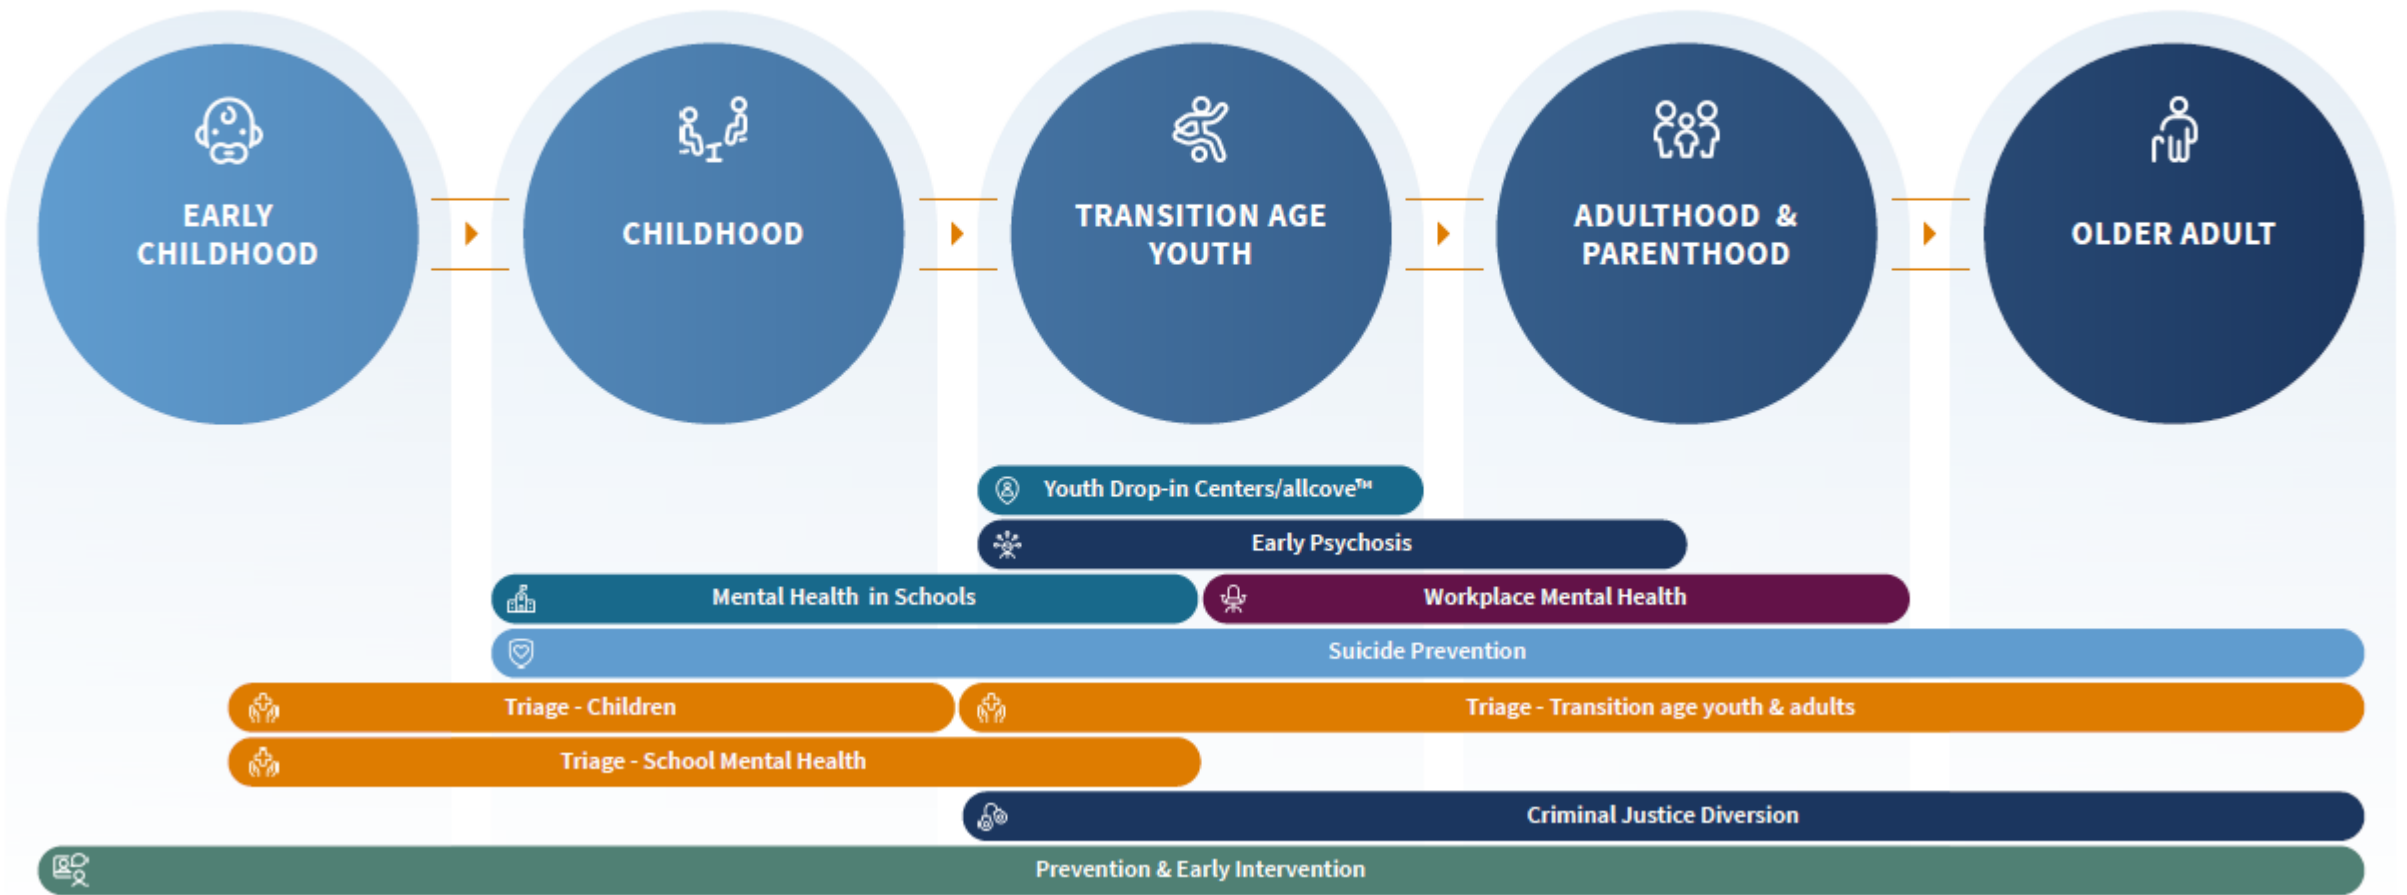 EARLY
CHILDHOOD
CHILDHOOD
TRANSITION AGE
YOUTH
ADULTHOOD & 
PARENTHOOD
OLDER ADULT
Youth Drop-in Centers/allcove™
Early Psychosis
Mental Health in Schools
Workplace Mental Health
Suicide Prevention
Triage - Children
Triage - Transition age youth & adults
Triage - School Mental Health
Criminal Justice Diversion
Prevention & Early Intervention